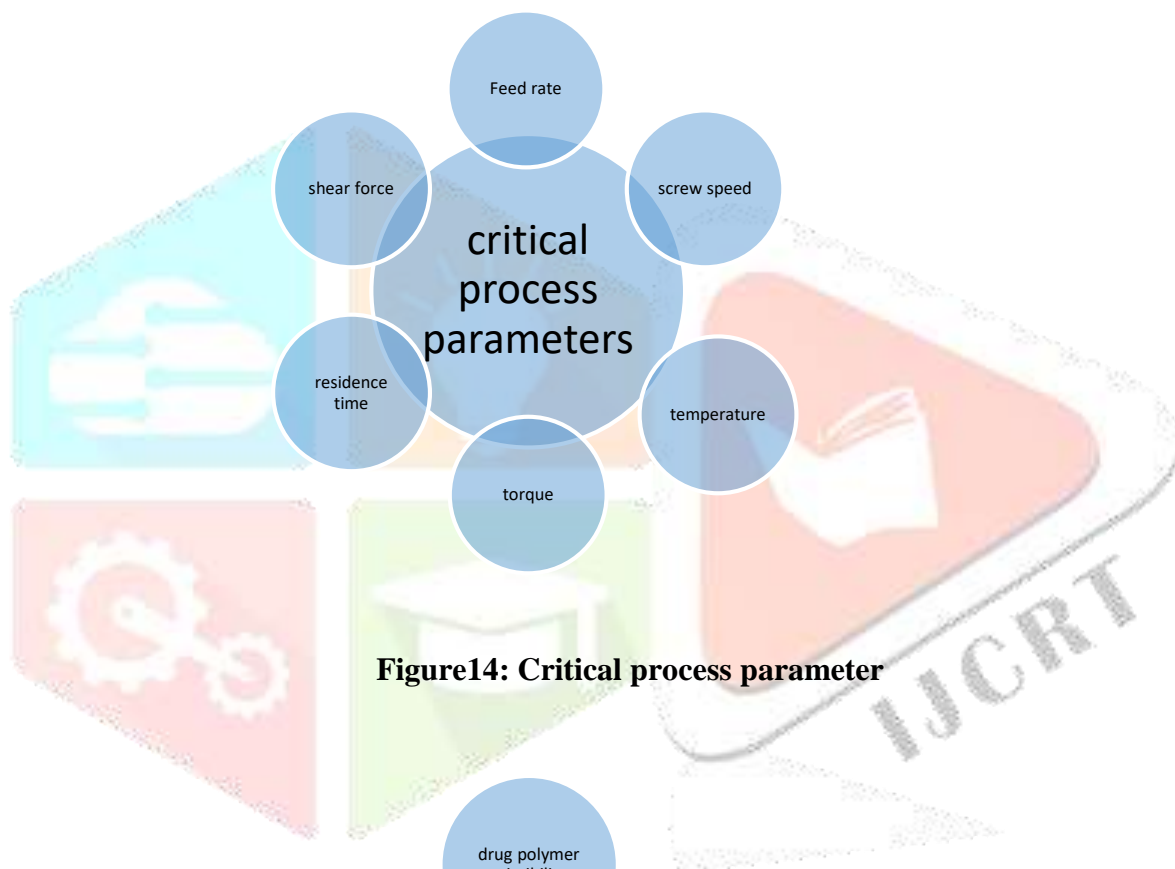 Feed rate
shear force
screw speed
critical
process
parameters
residence
time
temperature
torque
Figure14: Critical process parameter
IJCRT
drug polymer